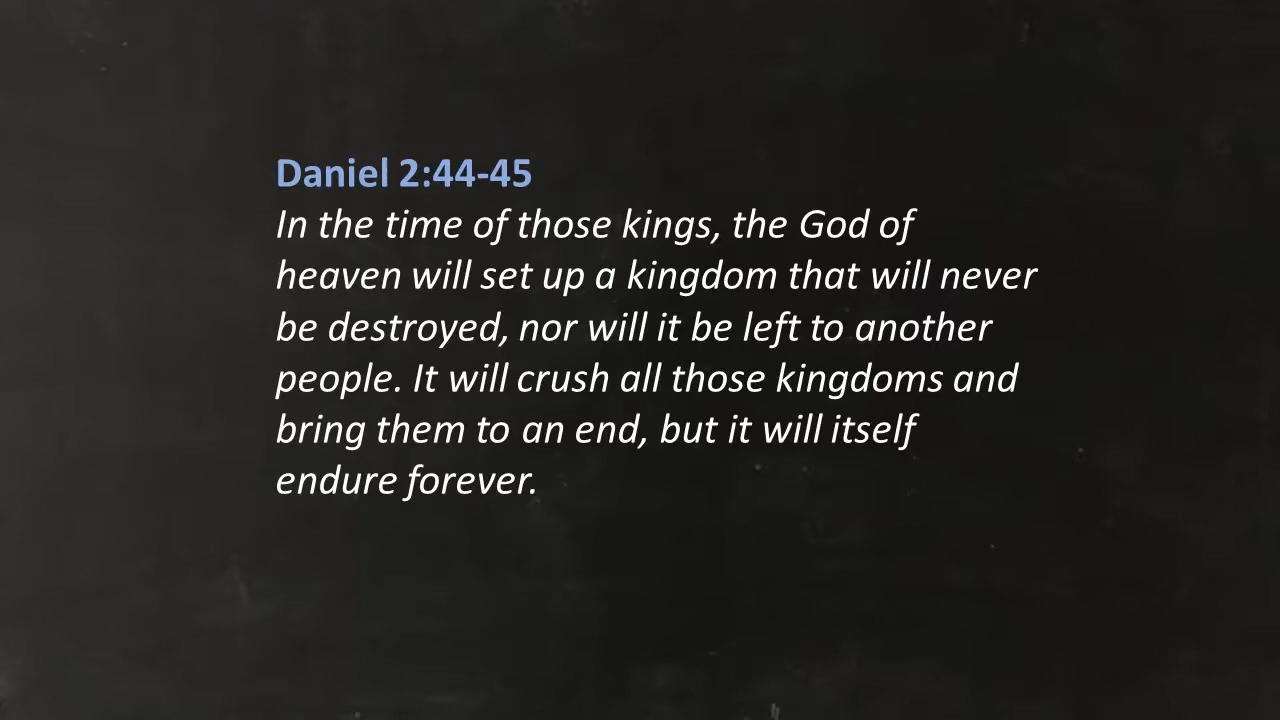 Daniel 2:44-45
In the time of those kings, the God of
heaven will set up a kingdom that will never
be destroyed, nor will it be left to another
people. It will crush all those kingdoms and
bring them to an end, but it will itself
endure forever.